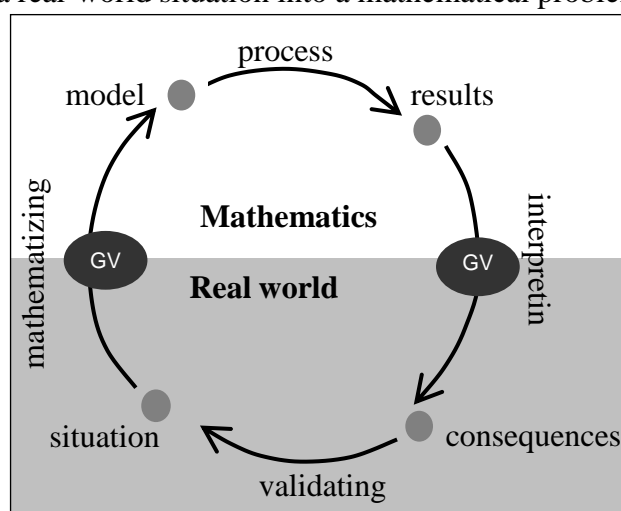 a real-world situation into a mathematical proble
process
model
results
mathematizing
Mathematics
interpretin
GV
GV
Real world
situation
consequences
validating